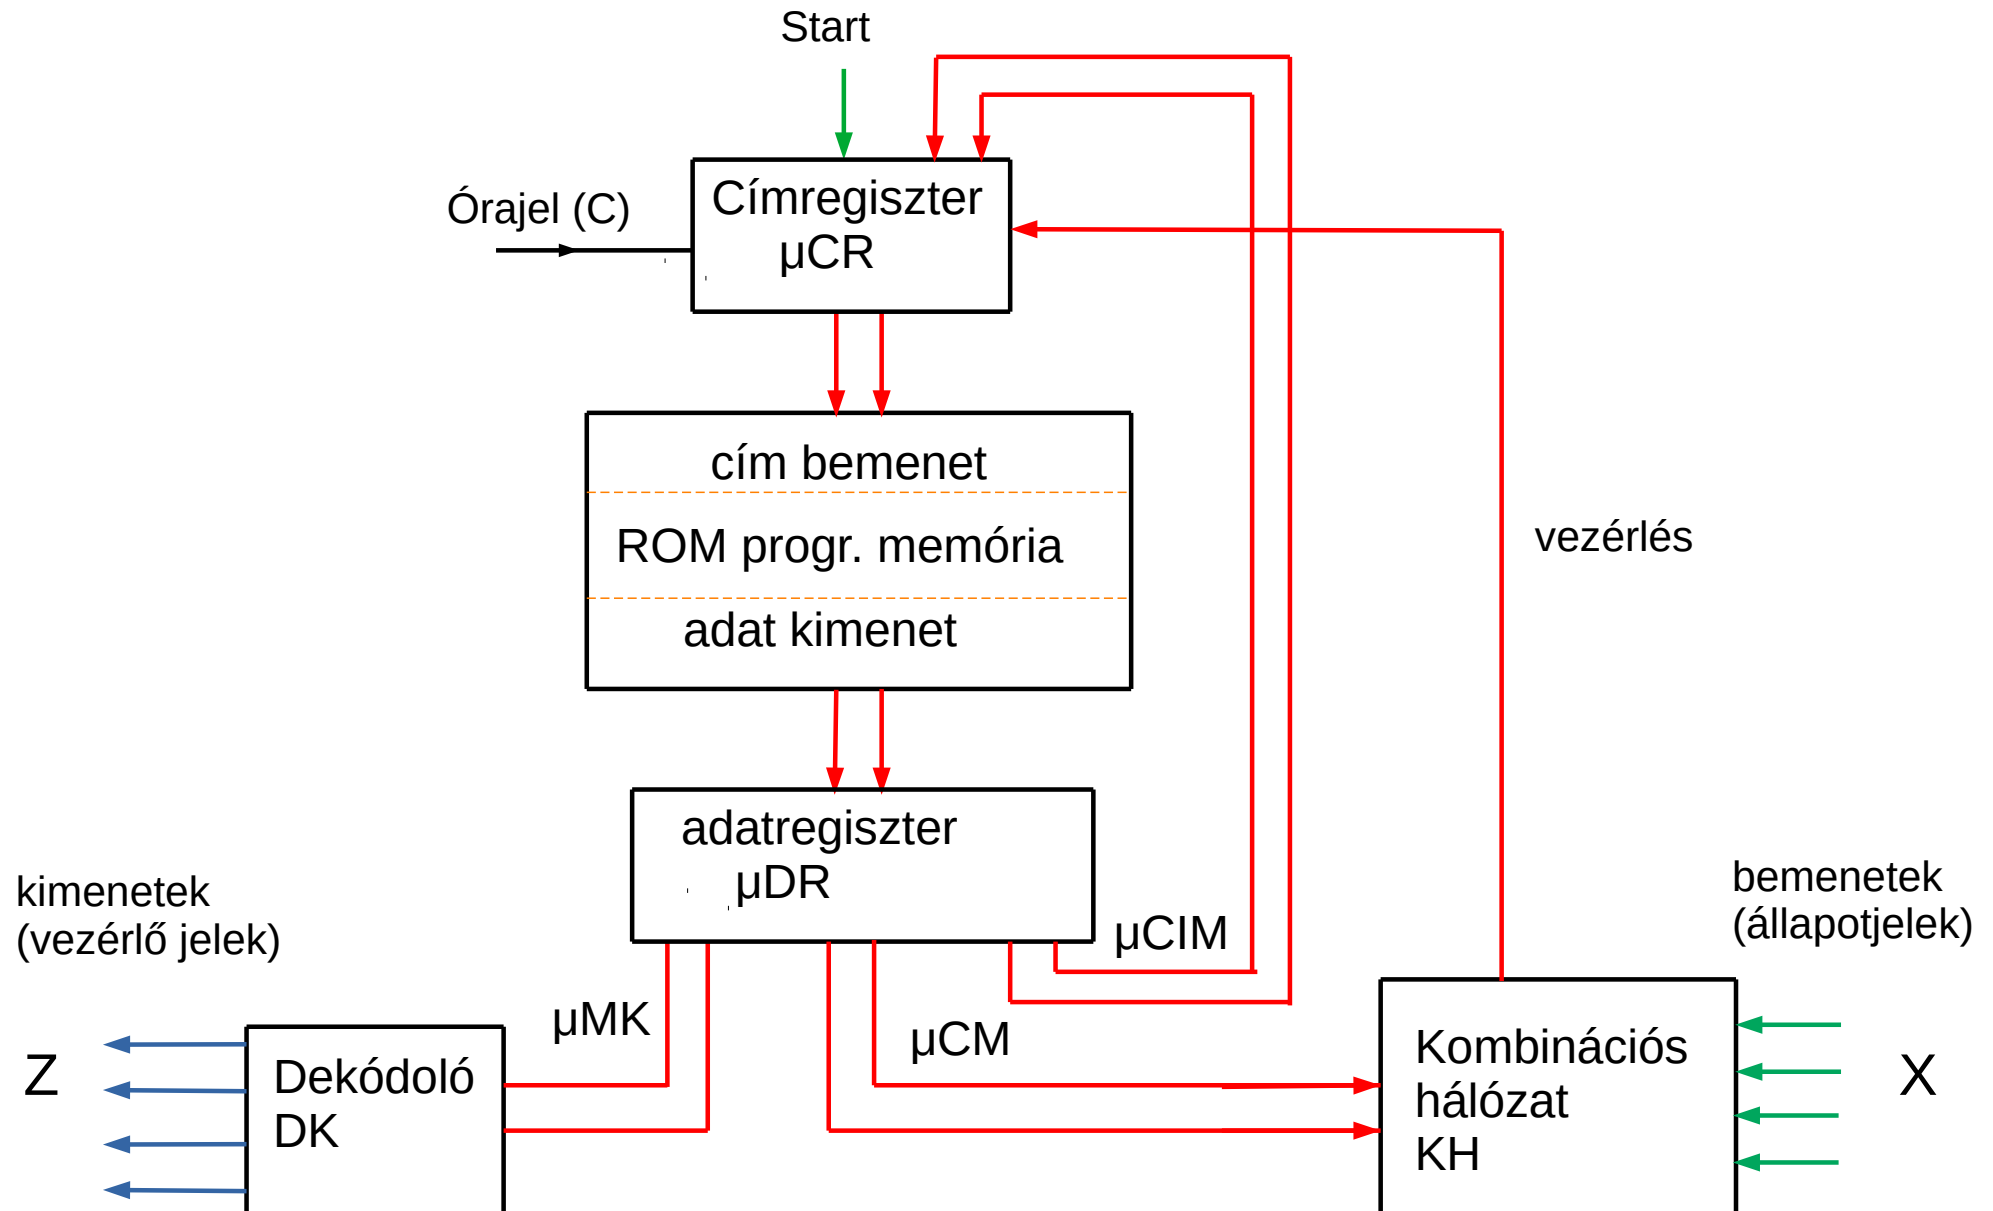 Start
Órajel (C)
Címregiszter
μCR
cím bemenet
ROM progr. memória
adat kimenet
vezérlés
adatregiszter
μDR
kimenetek
(vezérlő jelek)
bemenetek
(állapotjelek)
μCIM
μMK
μCM
Z
Dekódoló
DK
Kombinációs
hálózat
KH
X